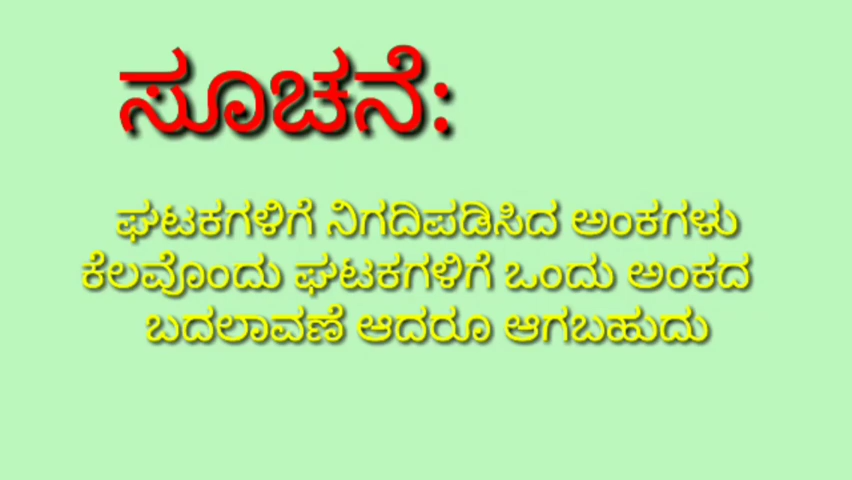 ಸೂಚನೆ:
ಘಟಕಗಳಿಗೆ ನಿಗದಿಪಡಿಸಿದ ಅಂಕಗಳು
ಕೆಲವೊಂದು ಘಟಕಗಳಿಗೆ ಒಂದು ಅಂಕದ
ಬದಲಾವಣೆ ಆದರೂ ಆಗಬಹುದು